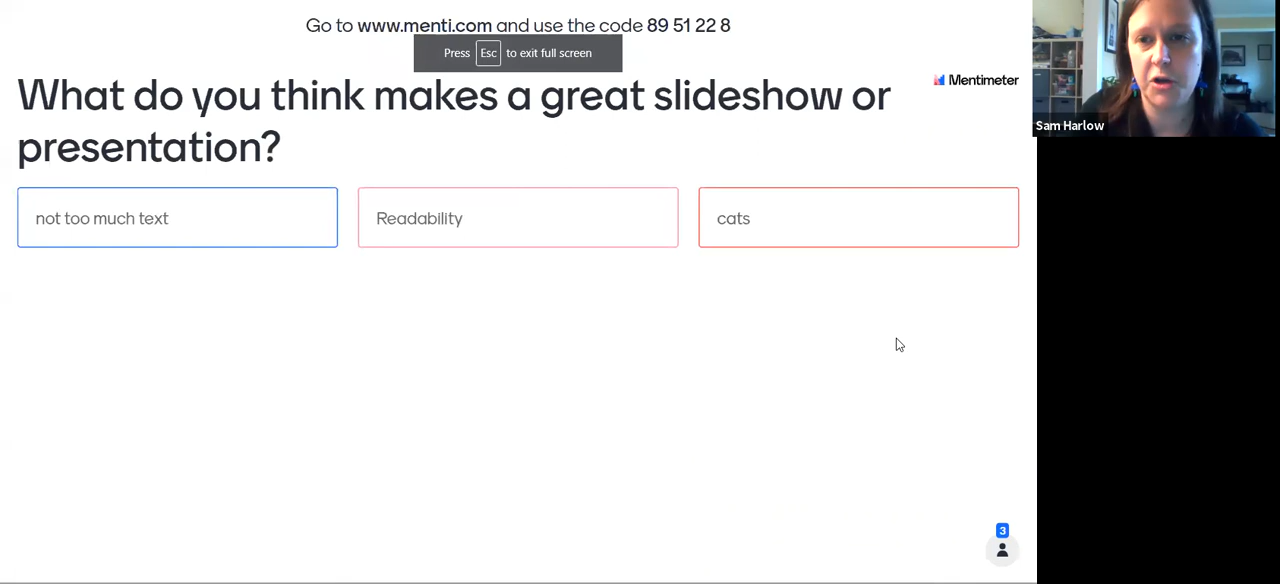 Go to www.menti.com and use the code 89 51 22 8
Press Esc to exit full screen
Mentimeter
What do you think makes a great slideshow or
presentation?
Sam Harlow
not too much text
Readability
cats
3